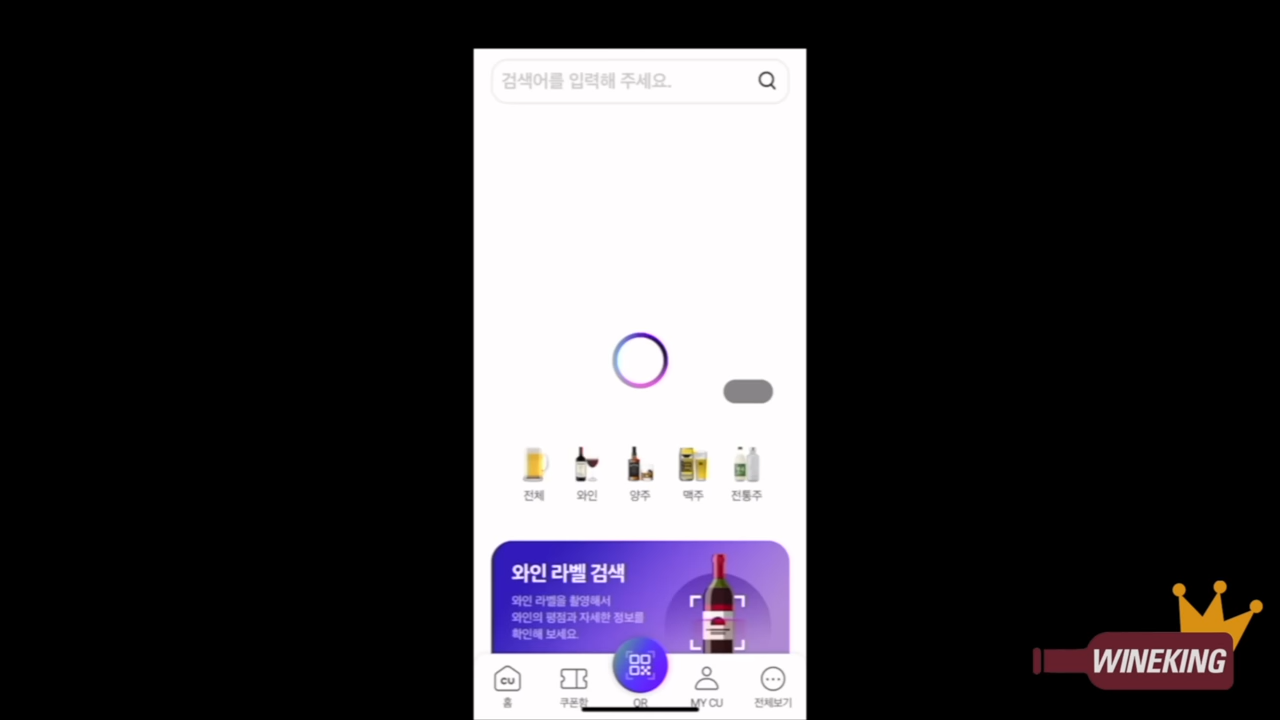 검색어를 입력해 주세요.
전체 와인 양주 맥주 전통주
와인 라벨 검색
와인 라벨을 촬영해서
와인의 평점과 자세한 정보를
확인해 보세요.
CU
홈 쿠폰함 QR MY CU 전체보기
WINEKING